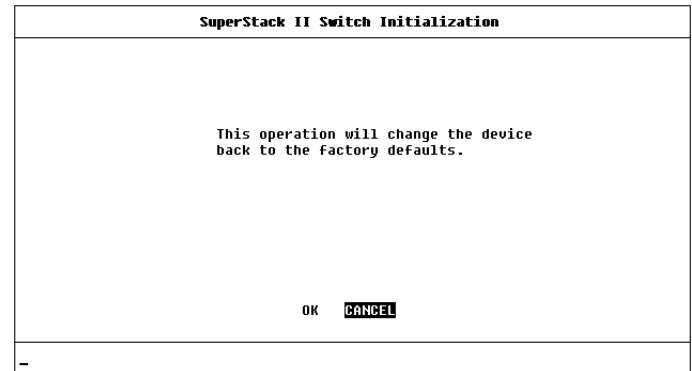 SuperStack II Switch Initialization
This operation will change the device
back to the factory defaults.
OK CANCEL